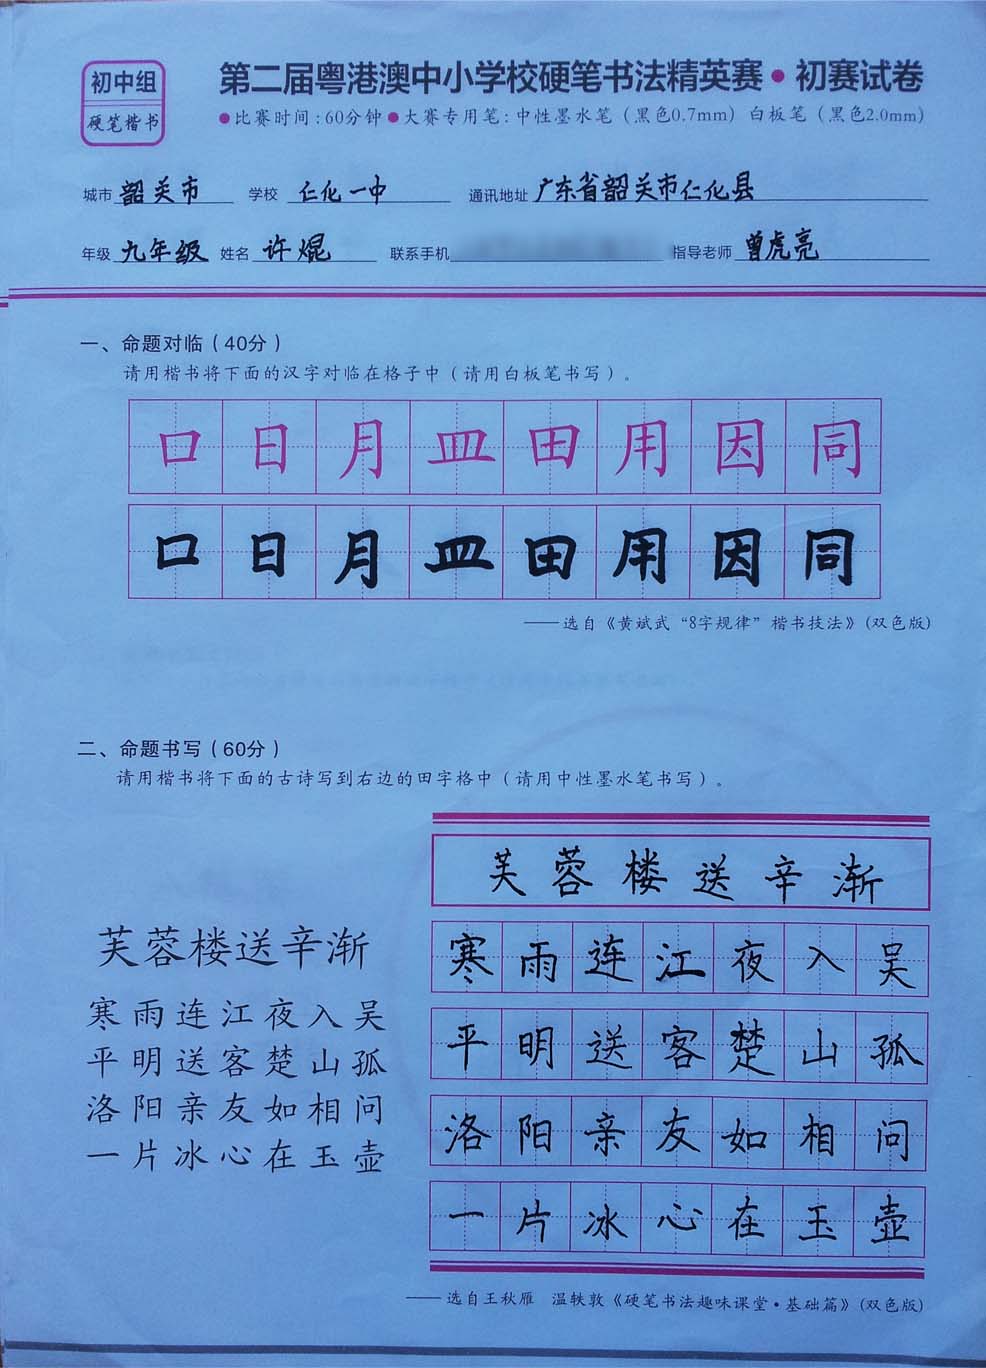 初中组
硬笔楷书
第二届粤港澳中小学校硬笔书法精英赛•初赛试卷
●比赛时间:60分钟●大赛专用笔:中性墨水笔(黑色0.7mm) 白板笔(黑色2.0mm)
城市 韶关市 学校 仁化一中 通讯地址 广东省韶关市仁化县
年级 九年级 姓名 许焜 联系手机 指导老师 曾虎亮
一、命题对临(40分)
请用楷书将下面的汉字对临在格子中(请用白板笔书写)。
口日月皿田用因同
口日月皿田用因同
——选自《黄斌武“8字规律”楷书技法》(双色版)
二、命题书写(60分)
请用楷书将下面的古诗写到右边的田字格中(请用中性墨水笔书写)。
芙蓉楼送辛渐
寒雨连江夜入吴
平明送客楚山孤
洛阳亲友如相问
一片冰心在玉壶
芙蓉楼送辛渐
寒雨连江夜入吴
平明送客楚山孤
洛阳亲友如相问
一片冰心在玉壶
——选自王秋雁 温轶敦《硬笔书法趣味课堂·基础篇》(双色版)